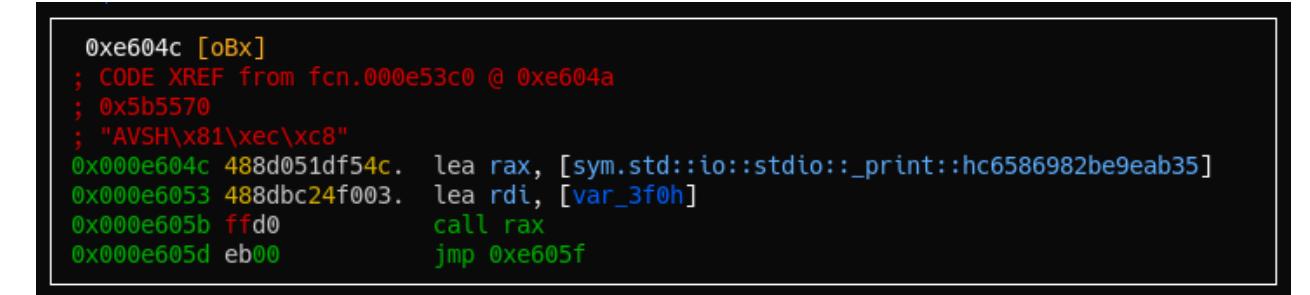 0xe604c [oBx]
; CODE XREF from fcn.000e53c0 @ 0xe604a
; 0x5b5570
; "AVSH\x81\xec\xc8"
0x000e604c 488d051df54c. lea rax, [sym.std::io::stdio::_print::hc6586982be9eab35]
0x000e6053 488dbc24f003. lea rdi, [var_3f0h]
0x000e605b ffd0 call rax
0x000e605d eb00 jmp 0xe605f